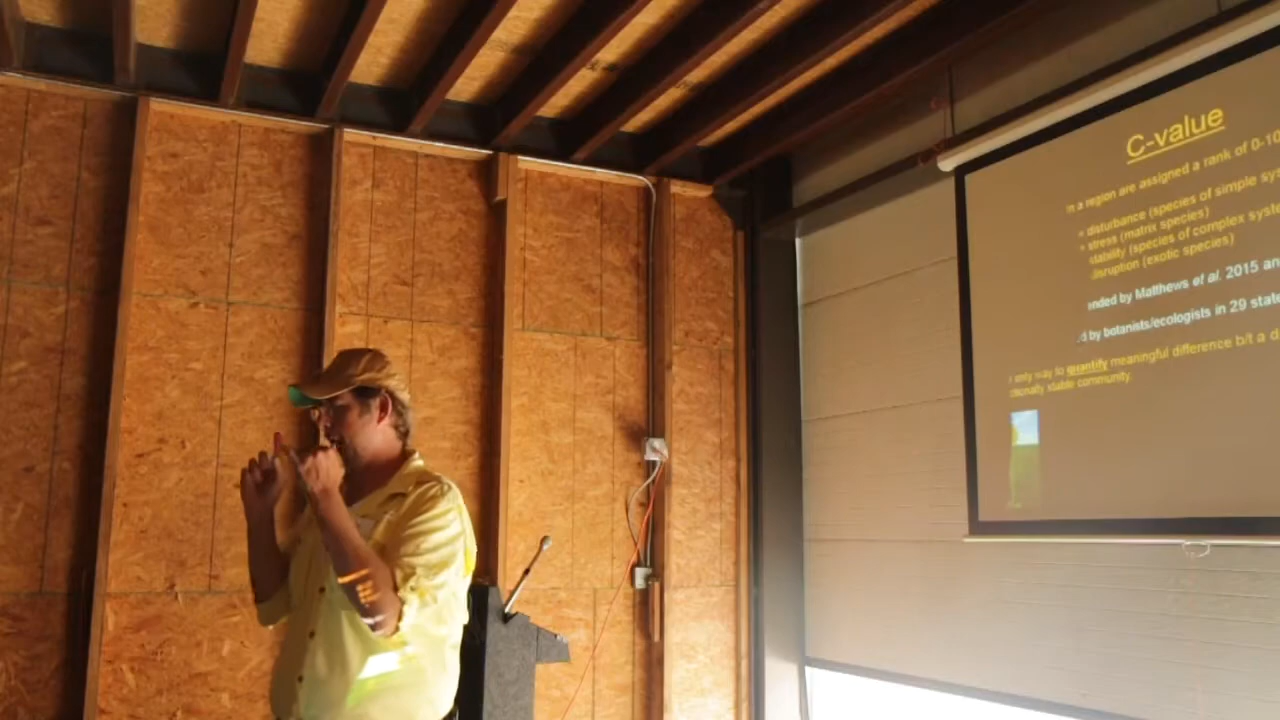 C-value
n a region are assigned a rank of 0-10
disturbance (species of simple sys
stress (matrix species)
stability (species of complex syste
disruption (exotic species)
nded by Matthews et al. 2015 an
d by botanists/ecologists in 29 state
only way to quantify meaningful difference b/t a d
stable community.